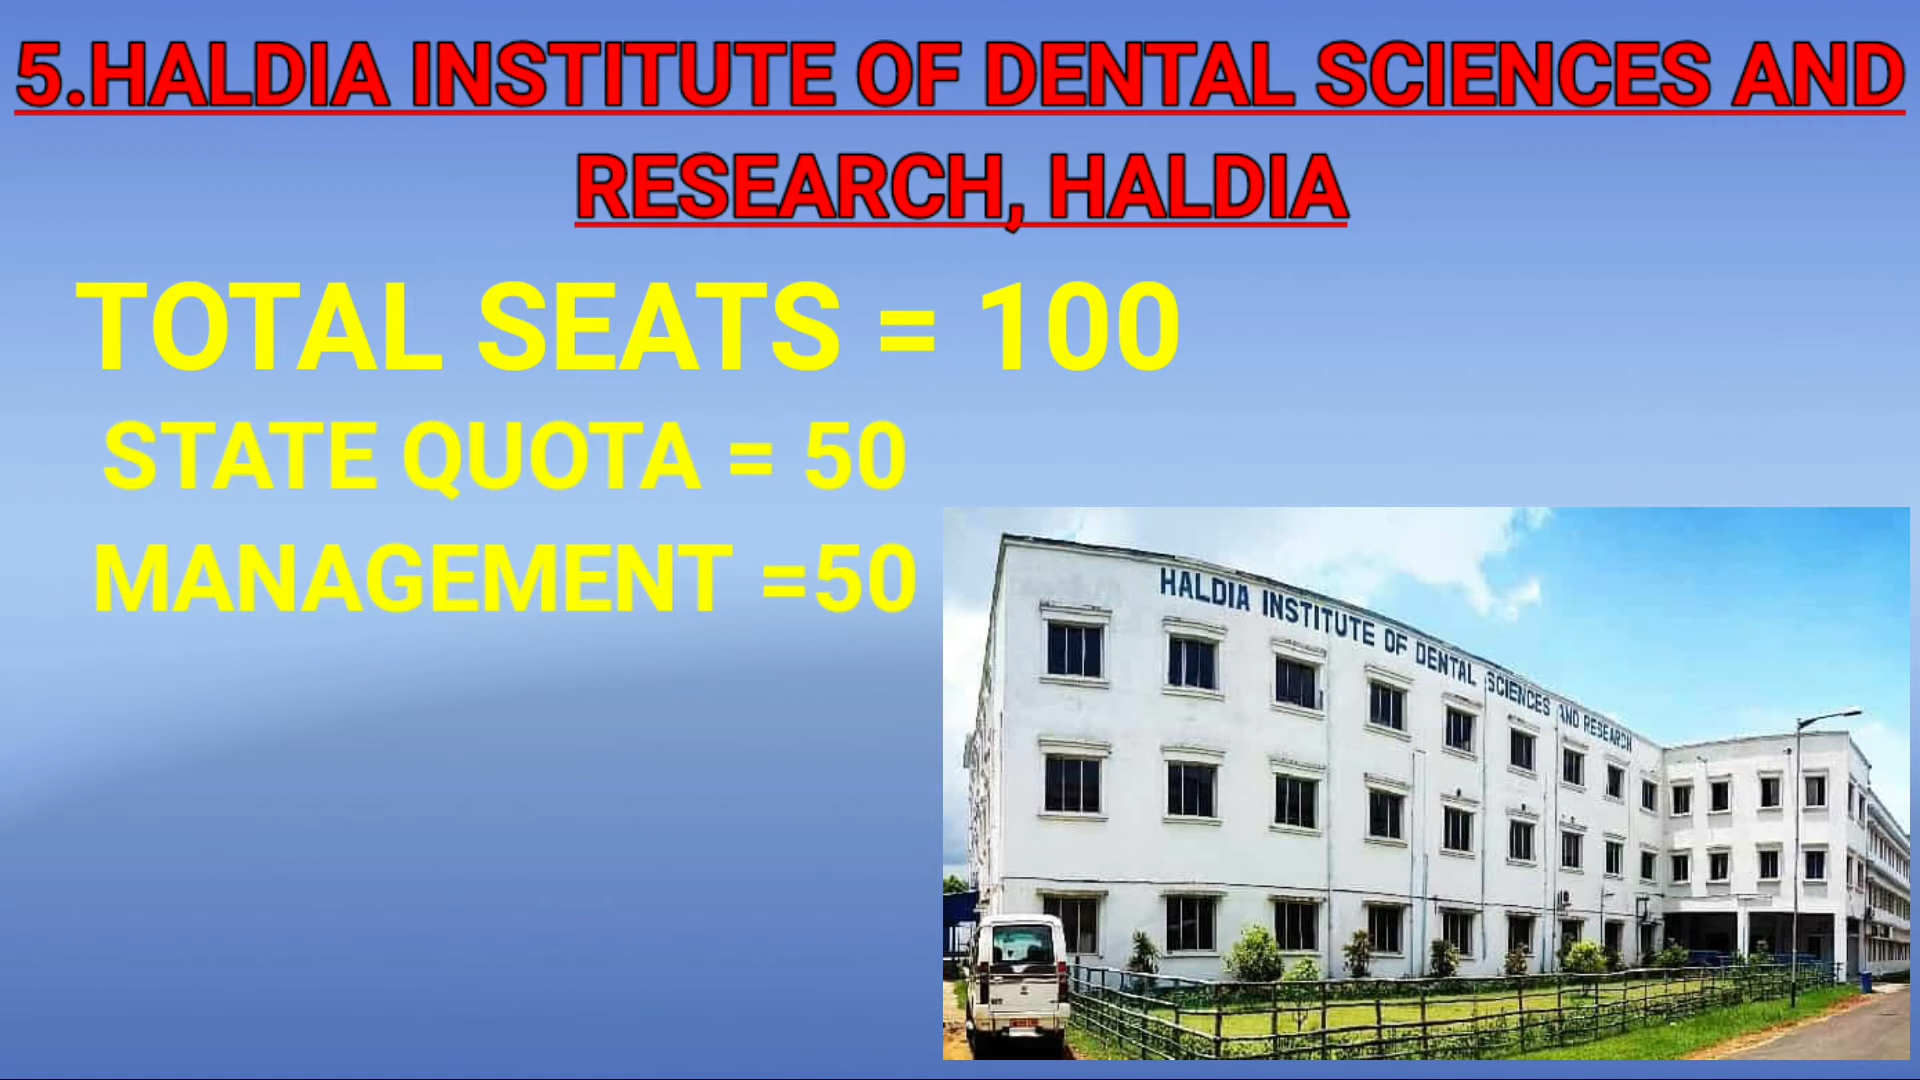 5.HALDIA INSTITUTE OF DENTAL SCIENCES AND
RESEARCH, HALDIA
TOTAL SEATS = 100
STATE QUOTA = 50
MANAGEMENT =50
HALDIA INSTITUTE OF DENTAL SCIENCES AND RESEARCH